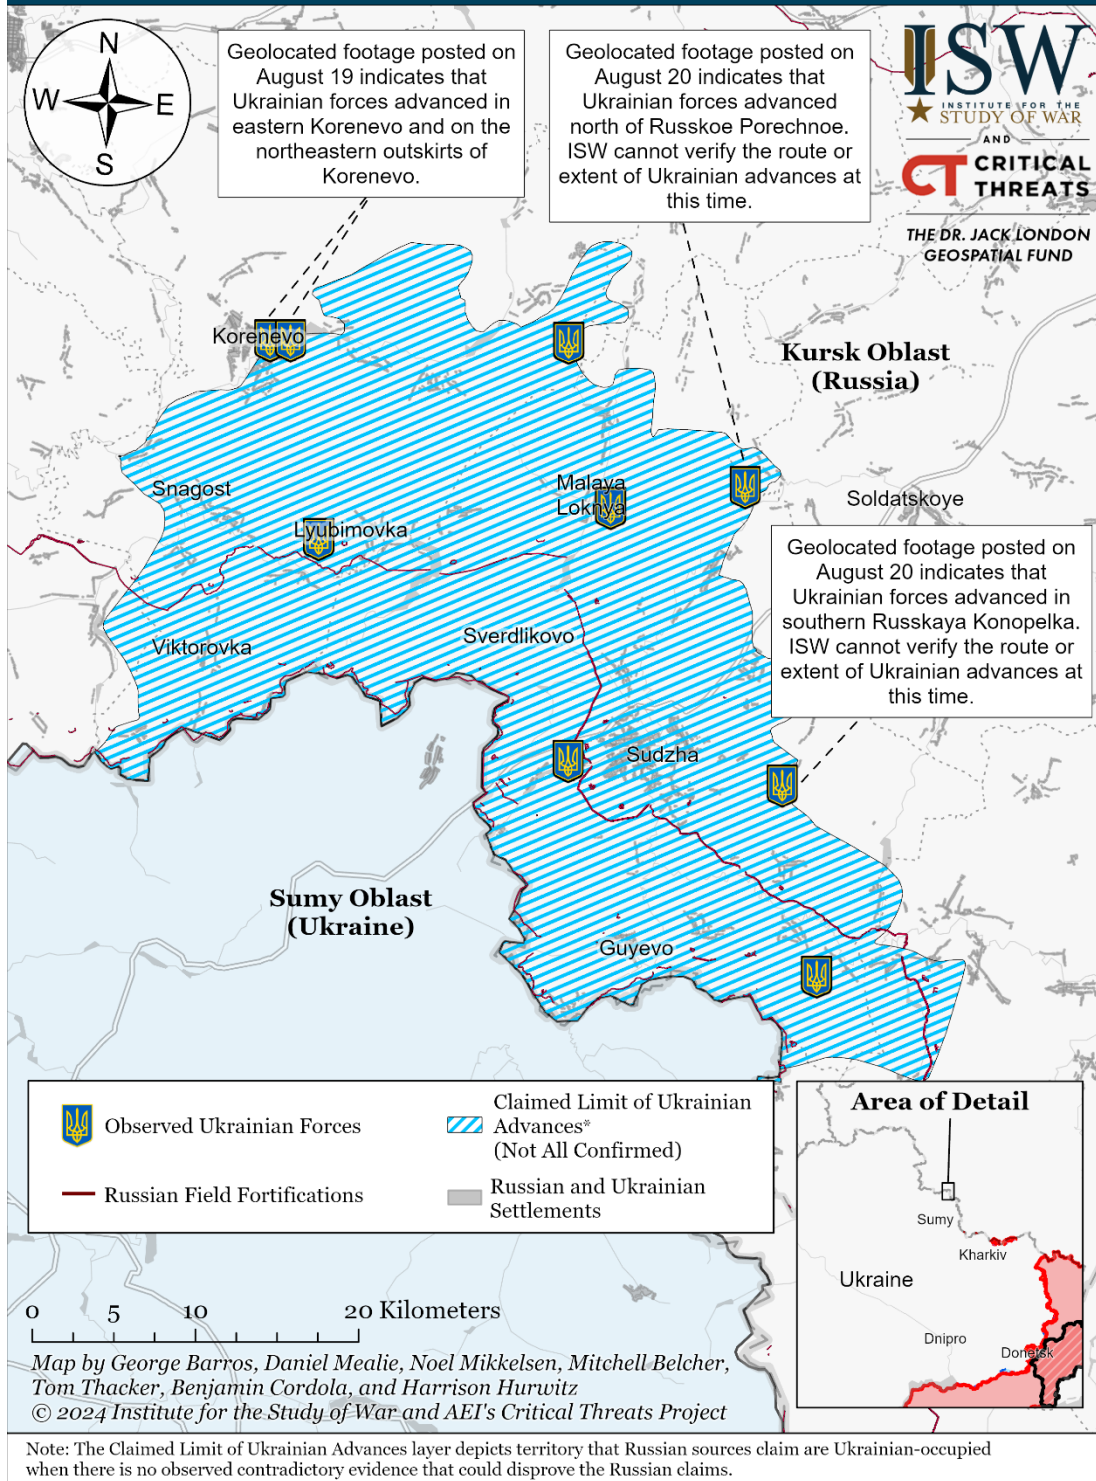 N
W
E
S
Geolocated footage posted on
August 19 indicates that
Ukrainian forces advanced in
eastern Korenevo and on the
northeastern outskirts of
Korenevo.
Geolocated footage posted on
August 20 indicates that
Ukrainian forces advanced
north of Russkoe Porechnoe.
ISW cannot verify the route or
extent of Ukrainian advances at
this time.
ISW
INSTITUTE FOR THE
STUDY OF WAR
AND
CT CRITICAL
THREATS
THE DR. JACK LONDON
GEOSPATIAL FUND
Korenevo
Kursk Oblast
(Russia)
Snagost
Malaya
Loknya
Soldatskoye
Lyubimovka
Geolocated footage posted on
August 20 indicates that
Ukrainian forces advanced in
southern Russkaya Konopelka.
ISW cannot verify the route or
extent of Ukrainian advances at
this time.
Viktorovka
Sverdlikovo
Sudzha
Sumy Oblast
(Ukraine)
Guyevo
Observed Ukrainian Forces
Claimed Limit of Ukrainian
Advances*
(Not All Confirmed)
Russian Field Fortifications
Russian and Ukrainian
Settlements
Area of Detail
Sumy
Kharkiv
Ukraine
Dnipro
Donetsk
0 5 10 20 Kilometers
Map by George Barros, Daniel Mealie, Noel Mikkelsen, Mitchell Belcher,
Tom Thacker, Benjamin Cordola, and Harrison Hurwitz
© 2024 Institute for the Study of War and AEI's Critical Threats Project
Note: The Claimed Limit of Ukrainian Advances layer depicts territory that Russian sources claim are Ukrainian-occupied
when there is no observed contradictory evidence that could disprove the Russian claims.